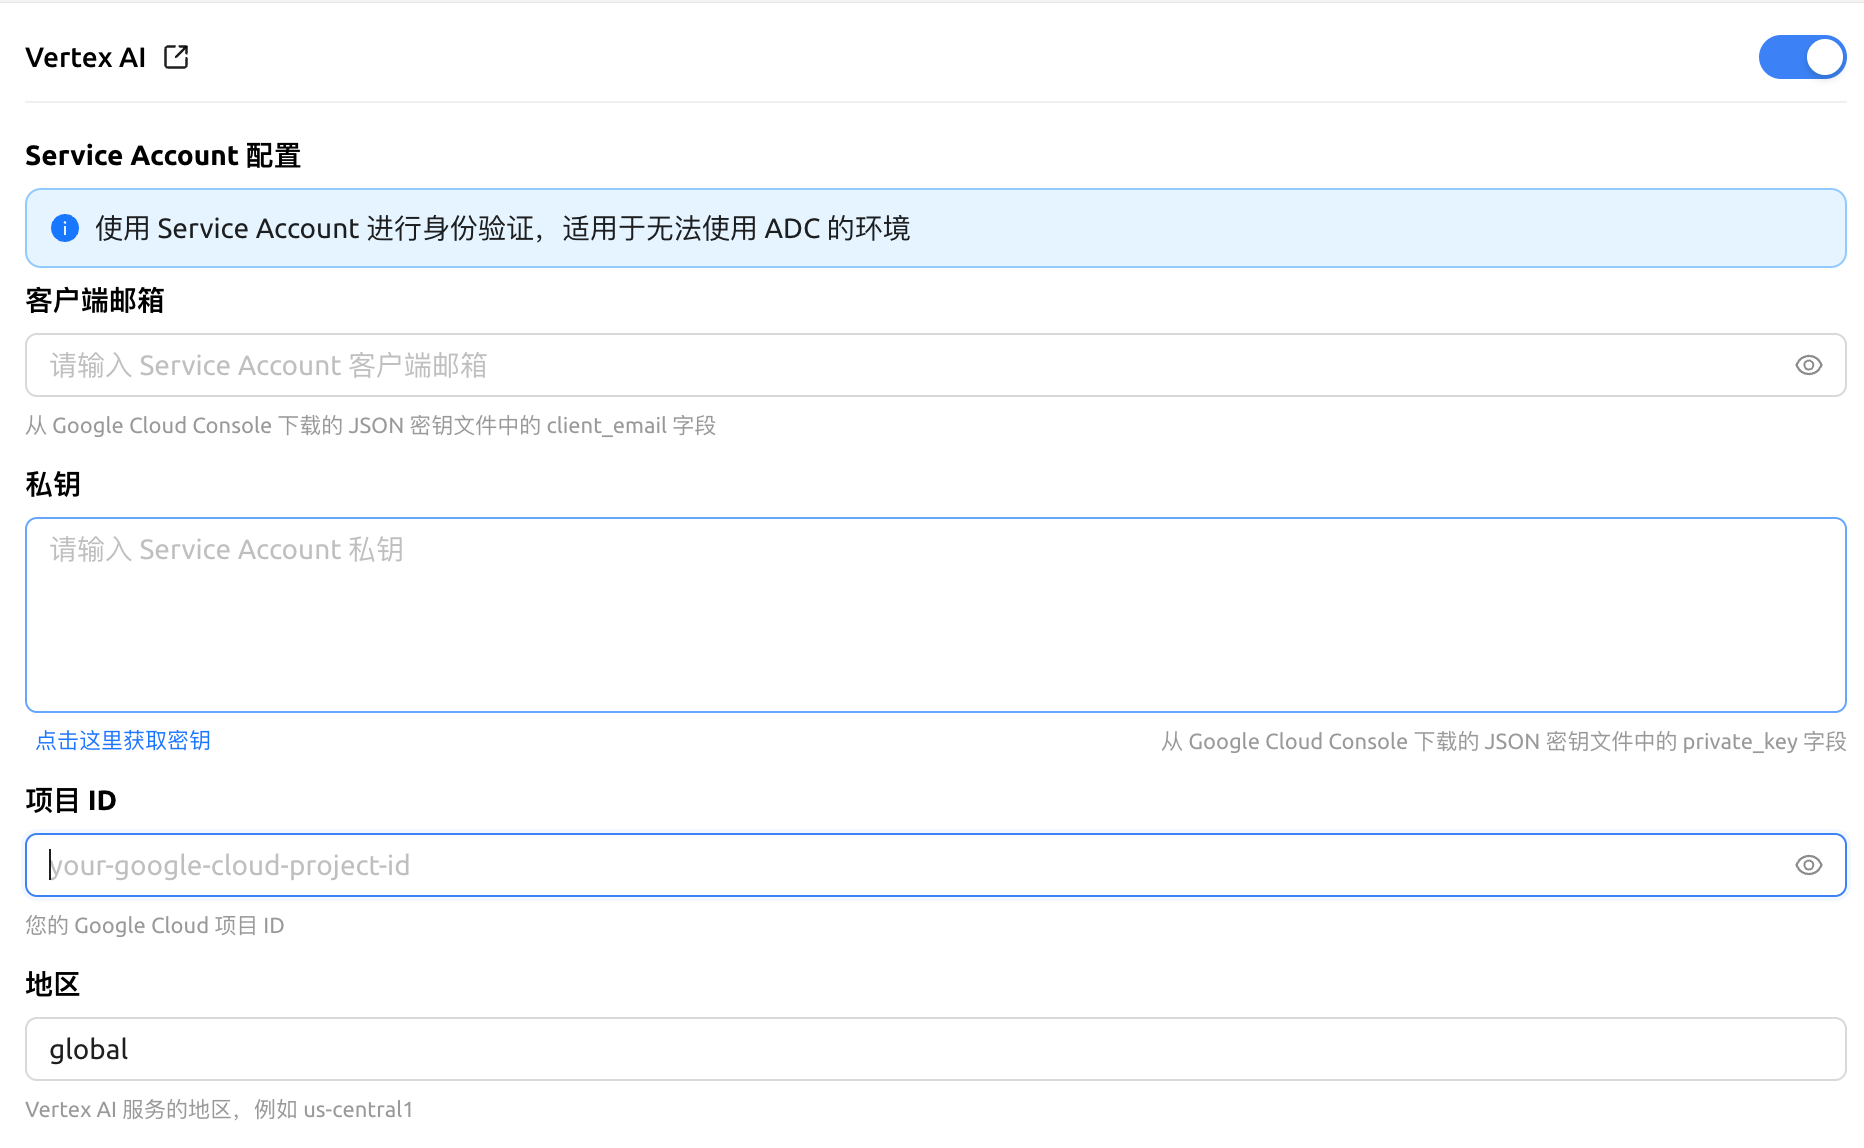 Vertex AI
Service Account 配置
使用 Service Account 进行身份验证，适用于无法使用 ADC 的环境
客户端邮箱
请输入 Service Account 客户端邮箱
从 Google Cloud Console 下载的 JSON 密钥文件中的 client_email 字段
私钥
请输入 Service Account 私钥
点击这里获取密钥
从 Google Cloud Console 下载的 JSON 密钥文件中的 private_key 字段
项目 ID
your-google-cloud-project-id
您的 Google Cloud 项目 ID
地区
global
Vertex AI 服务的地区，例如 us-central1